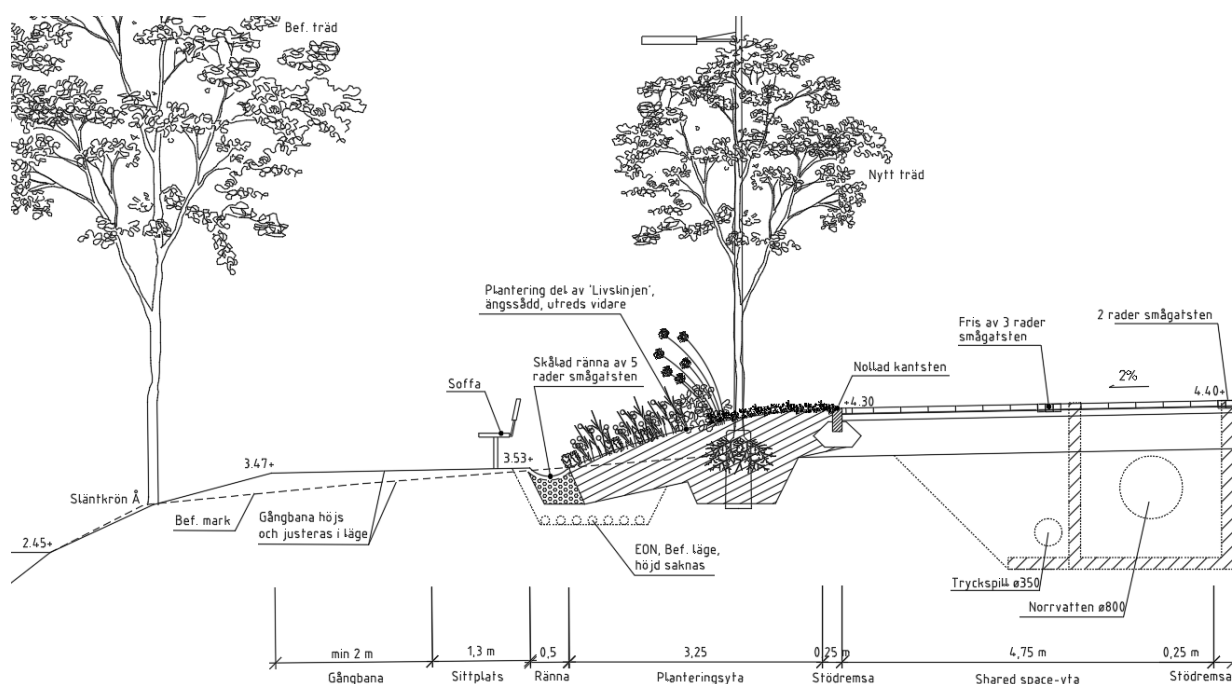 Bef. träd
Nytt träd
Plantering del av 'Livslinjen',
ängssådd, utreds vidare
2 rader smågatsten
Fris av 3 rader
smågatsten
Skålad ränna av 5
rader smågatsten
Nollad kantsten
2%
Soffa
4.40+
+4.30
3.53+
3.47+
Släntkrön Å
Bef. mark
Gångbana höjs
och justeras i läge
2.45+
EON, Bef. läge,
höjd saknas
Tryckspill ø350
Norrvatten ø800
min 2 m
1,3 m
0,5
3,25
0,25 m
4,75 m
0,25 m
Gångbana
Sittplats
Ränna
Planteringsyta
Stödremsa
Shared space-yta
Stödremsa